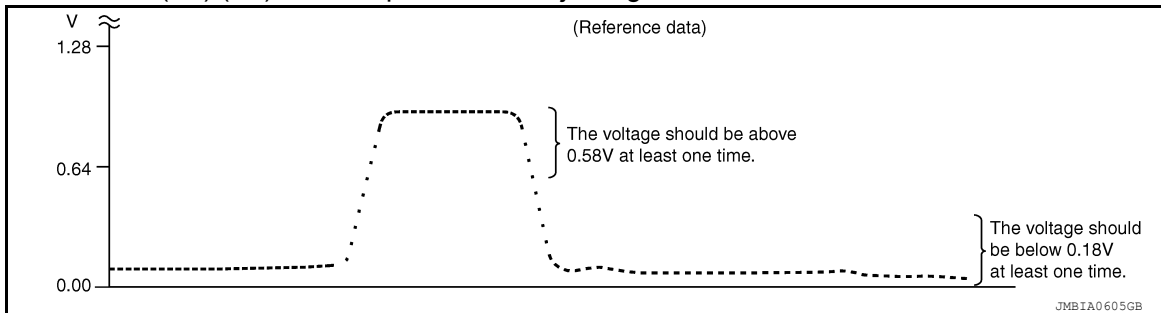 V
(Reference data)
1.28
The voltage should be above
0.58V at least one time.
0.64
The voltage should
be below 0.18V
at least one time.
0.00
JMBIA0605GB